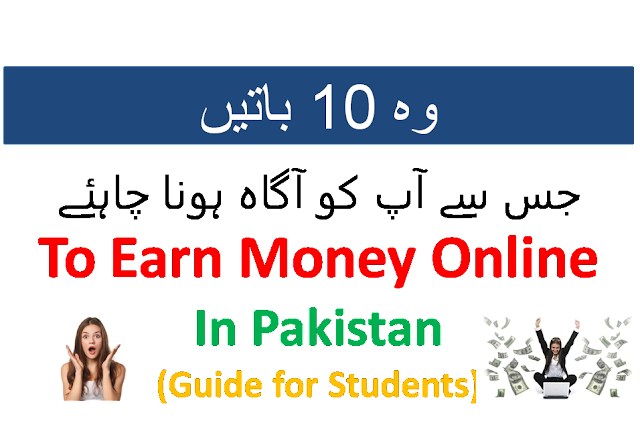 وہ 10 باتیں
جس سے آپ کو آگاہ ہونا چاہئے
To Earn Money Online
In Pakistan
(Guide for Students)